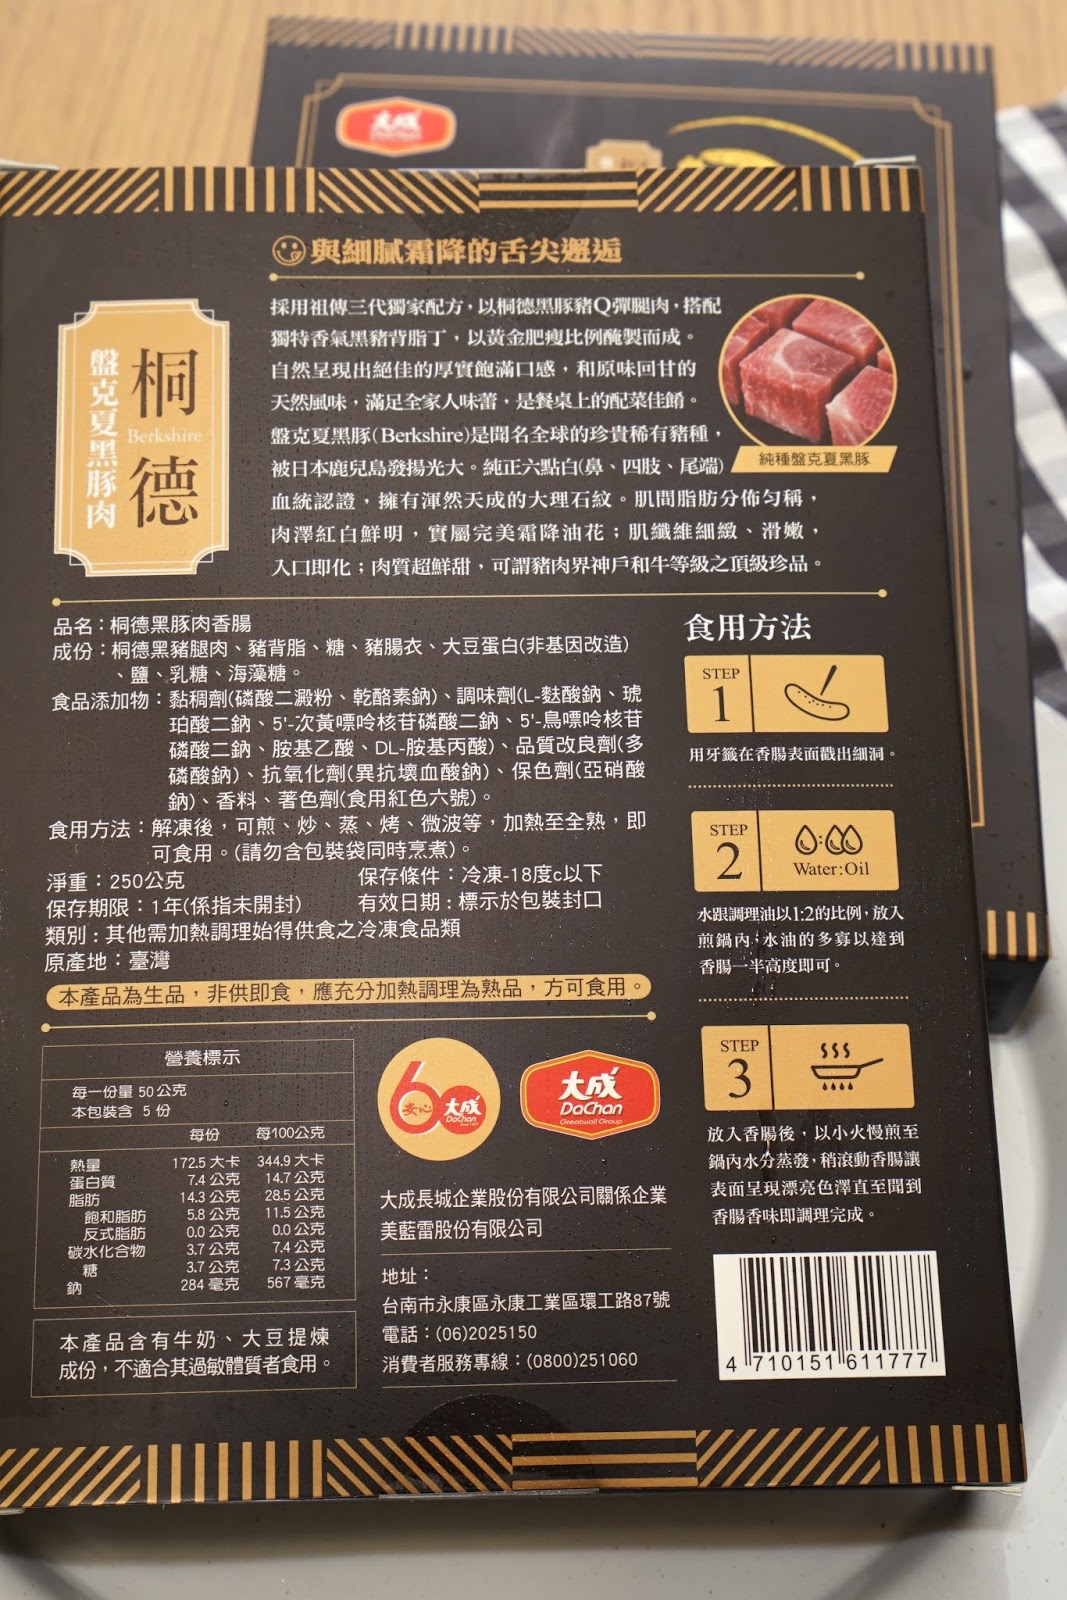 大成
DaChan
與細膩霜降的舌尖邂逅
採用祖傳三代獨家配方，以桐德黑豚豬Q彈腿肉，搭配
獨特香氣黑豬背脂丁，以黃金肥瘦比例醃製而成。
自然呈現出絕佳的厚實飽滿口感，和原味回甘的
天然風味，滿足全家人味蕾，是餐桌上的配菜佳餚。
盤克夏黑豚(Berkshire)是聞名全球的珍貴稀有豬種，
被日本鹿兒島發揚光大。純正六點白(鼻、四肢、尾端)
血統認證，擁有渾然天成的大理石紋。肌間脂肪分佈勻稱，
肉澤紅白鮮明，實屬完美霜降油花；肌纖維細緻、滑嫩，
入口即化；肉質超鮮甜，可謂豬肉界神戶和牛等級之頂級珍品。
純種盤克夏黑豚
桐德
Berkshire
盤克夏黑豚肉
品名：桐德黑豚肉香腸
成份：桐德黑豬腿肉、豬背脂、糖、豬腸衣、大豆蛋白(非基因改造)
、鹽、乳糖、海藻糖。
食品添加物：黏稠劑(磷酸二澱粉、乾酪素鈉)、調味劑(L-麩酸鈉、琥
珀酸二鈉、5'-次黃嘌呤核苷磷酸二鈉、5'-鳥嘌呤核苷
磷酸二鈉、胺基乙酸、DL-胺基丙酸)、品質改良劑(多
磷酸鈉)、抗氧化劑(異抗壞血酸鈉)、保色劑(亞硝酸
鈉)、香料、著色劑(食用紅色六號)。
食用方法：解凍後，可煎、炒、蒸、烤、微波等，加熱至全熟，即
可食用。(請勿含包裝袋同時烹煮)。
淨重：250公克
保存條件：冷凍-18度c以下
保存期限：1年(係指未開封)
有效日期：標示於包裝封口
類別：其他需加熱調理始得供食之冷凍食品類
原產地：臺灣
本產品為生品，非供即食，應充分加熱調理為熟品，方可食用。
食用方法
STEP
1
用牙籤在香腸表面戳出細洞。
STEP
2
Water:Oil
水跟調理油以1:2的比例，放入
煎鍋內，水油的多寡以達到
香腸一半高度即可。
STEP
3
放入香腸後，以小火慢煎至
鍋內水分蒸發，稍滾動香腸讓
表面呈現漂亮色澤直至聞到
香腸香味即調理完成。
營養標示
每一份量 50公克
本包裝含 5 份
每份 每100公克
熱量 172.5 大卡 344.9 大卡
蛋白質 7.4 公克 14.7 公克
脂肪 14.3 公克 28.5 公克
飽和脂肪 5.8 公克 11.5 公克
反式脂肪 0.0 公克 0.0 公克
碳水化合物 3.7 公克 7.4 公克
糖 3.7 公克 7.3 公克
鈉 284 毫克 567 毫克
本產品含有牛奶、大豆提煉
成份，不適合其過敏體質者食用。
60
安心
大成
DaChan
大成
DaChan
Greatwall Group
大成長城企業股份有限公司關係企業
美藍雷股份有限公司
地址：
台南市永康區永康工業區環工路87號
電話：(06)2025150
消費者服務專線：(0800)251060
4 710151 611777